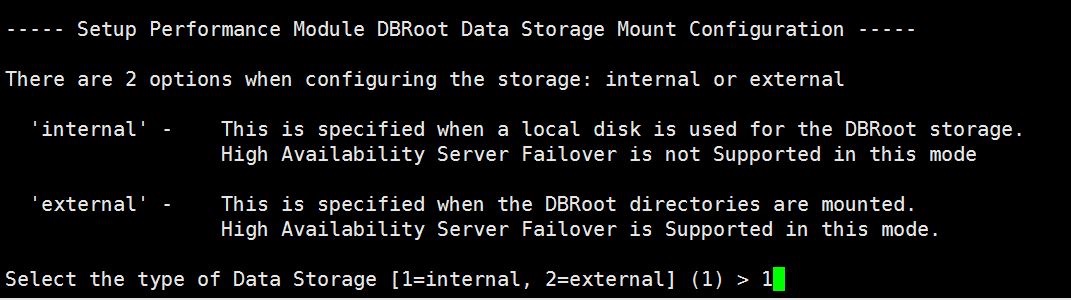 ----- Setup Performance Module DBRoot Data Storage Mount Configuration -----
There are 2 options when configuring the storage: internal or external
'internal' -    This is specified when a local disk is used for the DBRoot storage.
High Availability Server Failover is not Supported in this mode
'external' -    This is specified when the DBRoot directories are mounted.
High Availability Server Failover is Supported in this mode.
Select the type of Data Storage [1=internal, 2=external] (1) > 1